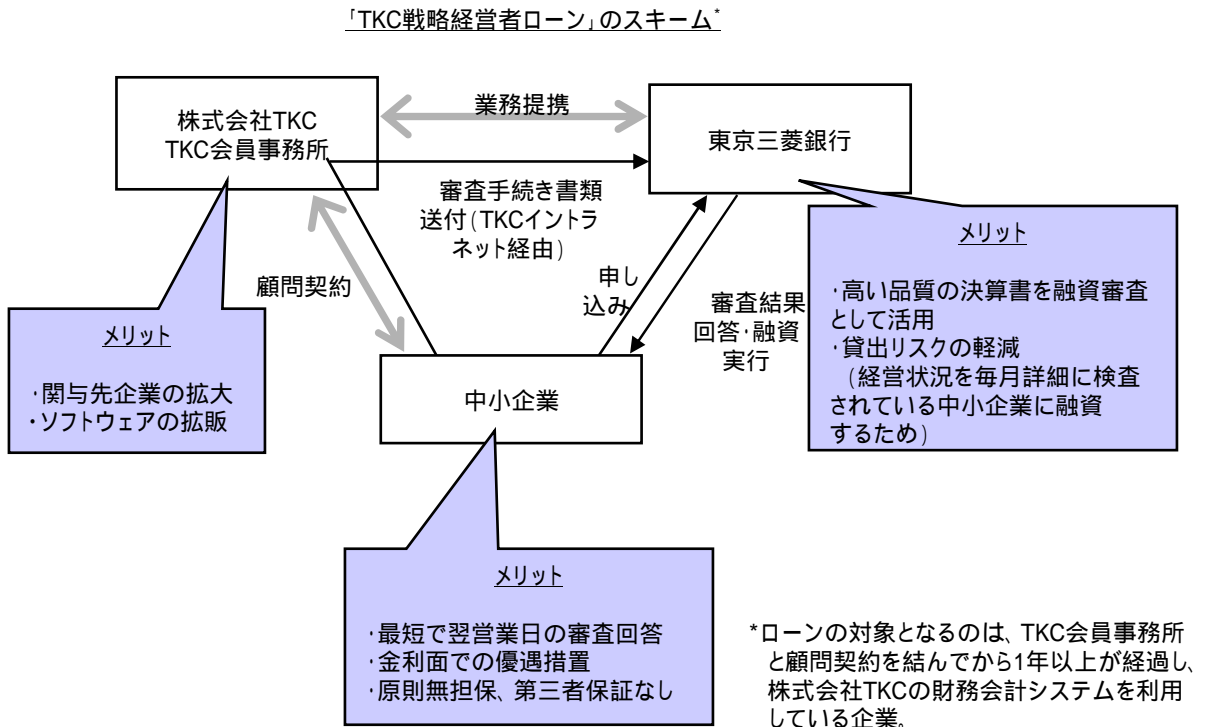 「TKC戦略経営者ローン」のスキーム*
株式会社TKC
TKC会員事務所
業務提携
東京三菱銀行
審査手続き書類
送付(TKCイントラ
ネット経由)
顧問契約
申し
込み
審査結果
回答・融資
実行
中小企業
メリット
・関与先企業の拡大
・ソフトウェアの拡販
メリット
・高い品質の決算書を融資審査
として活用
・貸出リスクの軽減
(経営状況を毎月詳細に検査
されている中小企業に融資
するため)
メリット
・最短で翌営業日の審査回答
・金利面での優遇措置
・原則無担保、第三者保証なし
*ローンの対象となるのは、TKC会員事務所
と顧問契約を結んでから1年以上が経過し、
株式会社TKCの財務会計システムを利用
している企業。